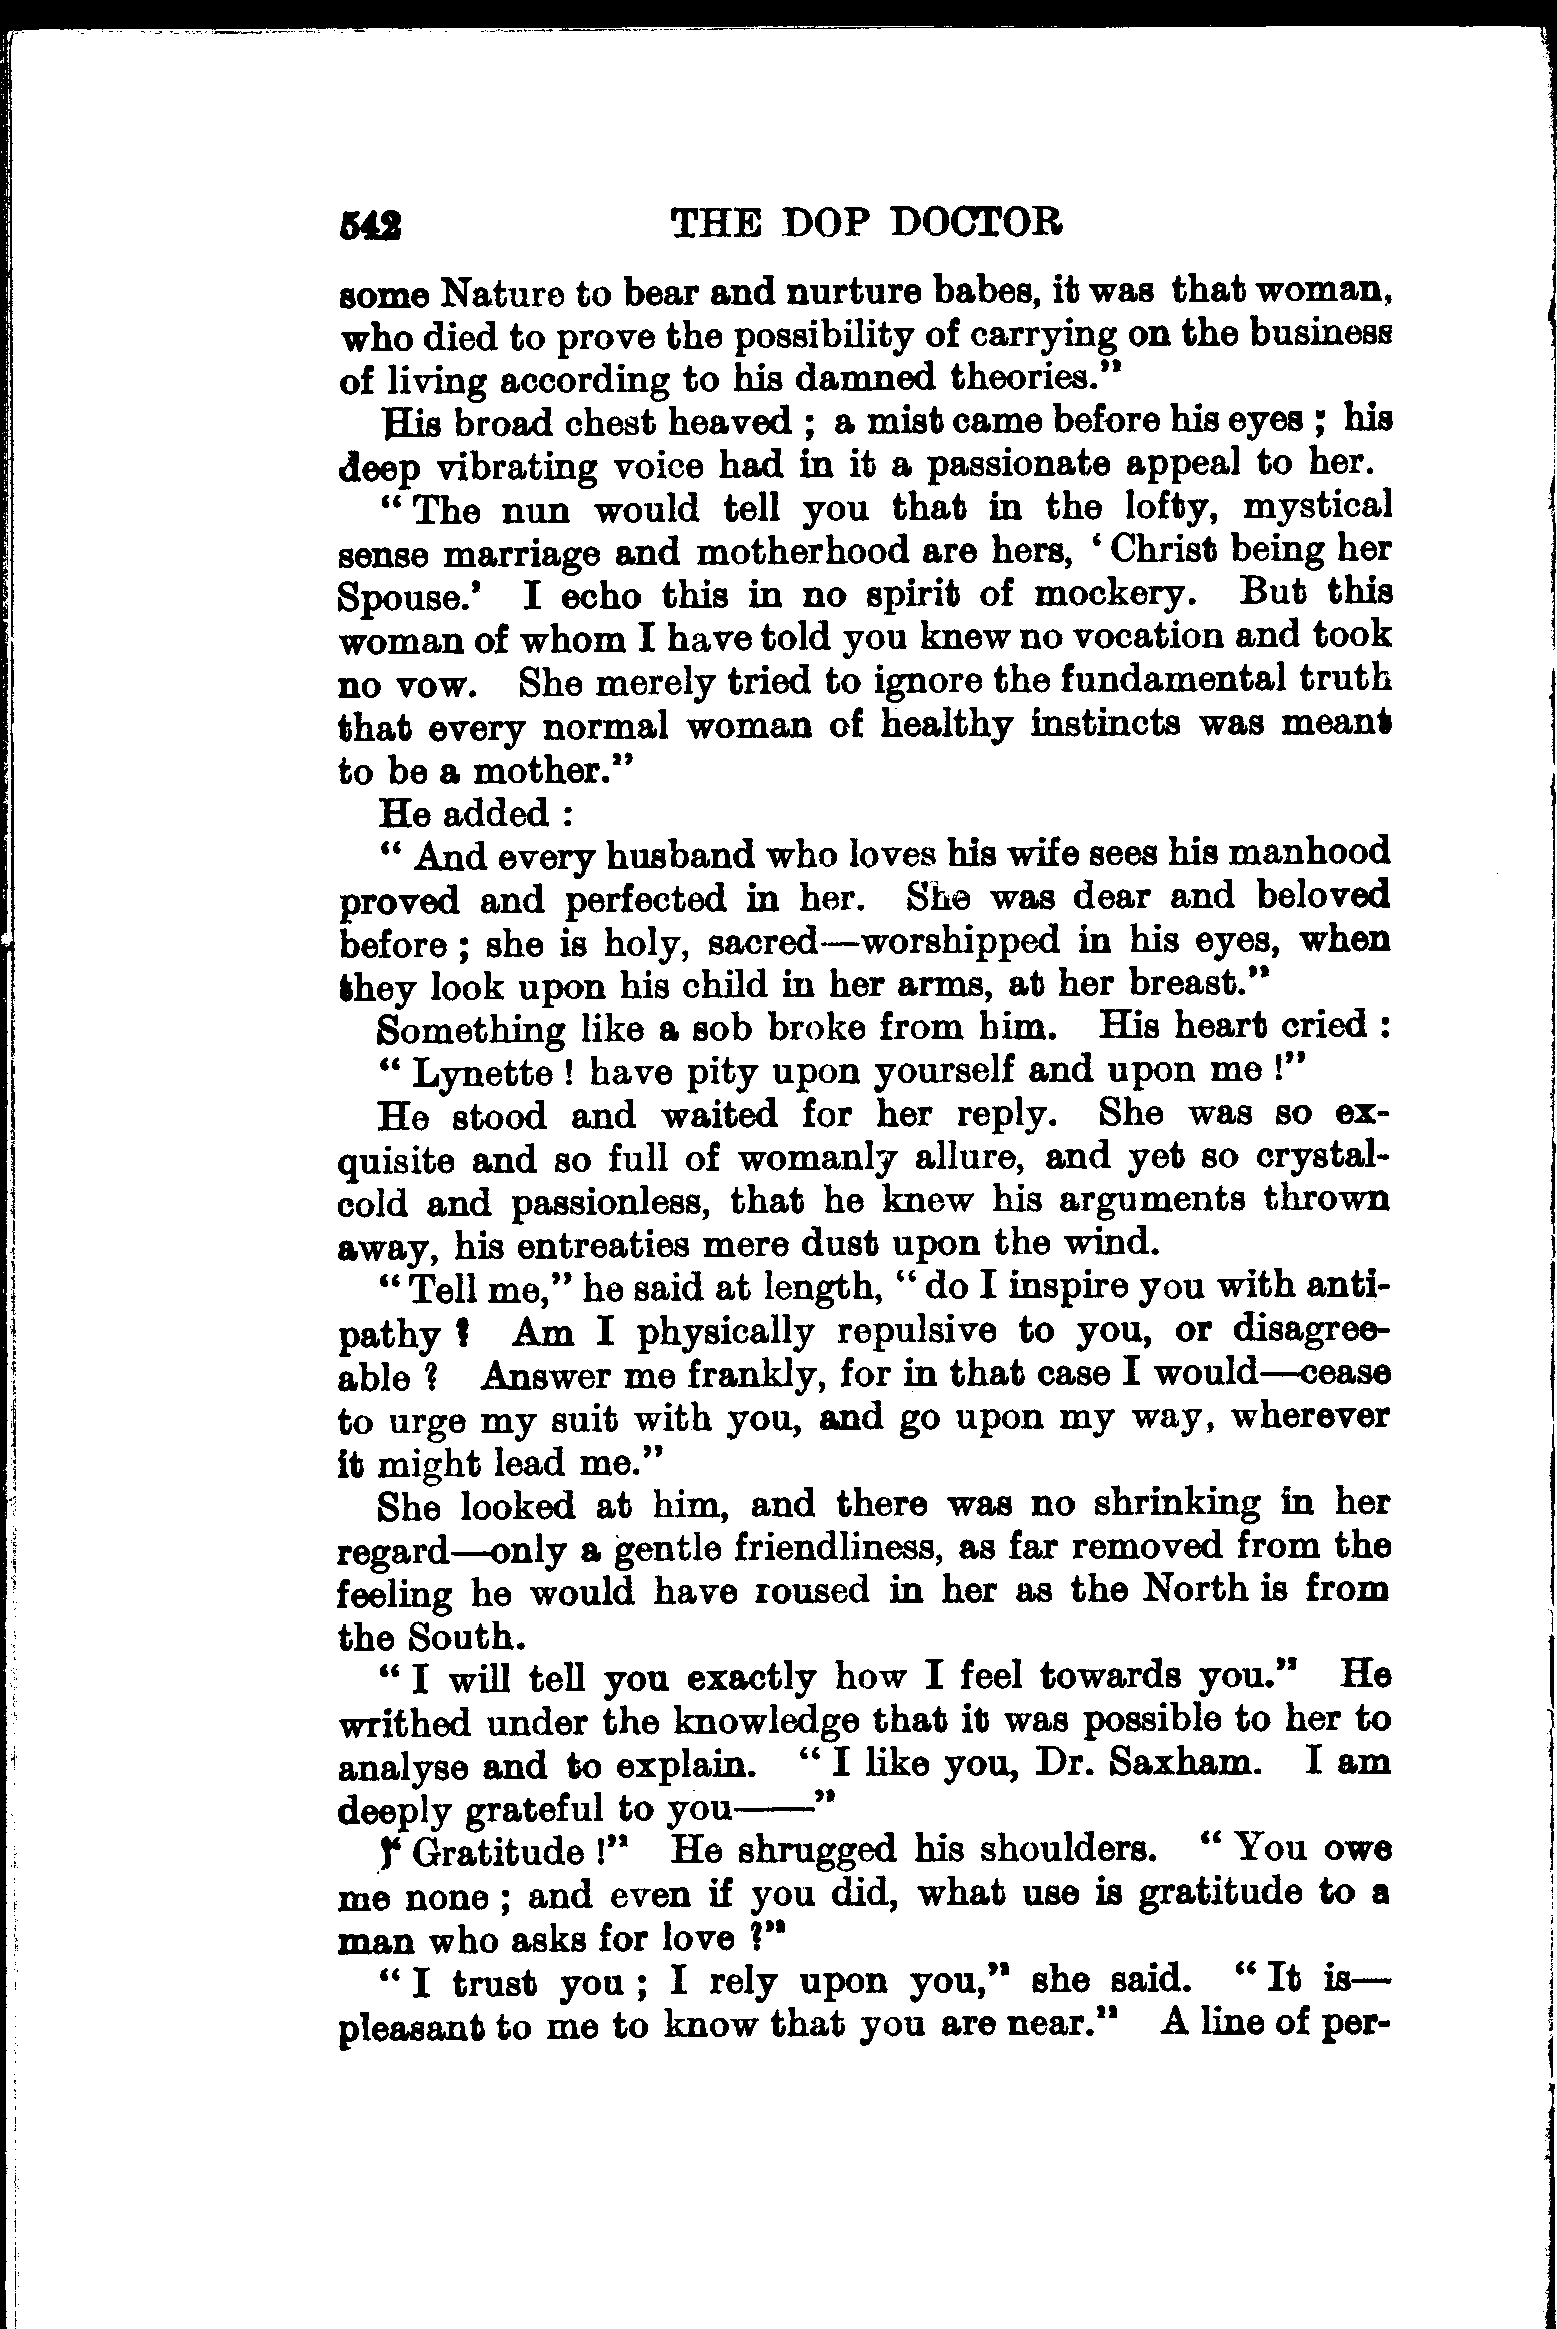 542 THE DOP DOCTOR
some Nature to bear and nurture babes, it was that woman,
who died to prove the possibility of carrying on the business
of living according to his damned theories."
His broad chest heaved ; a mist came before his eyes ; his
deep vibrating voice had in it a passionate appeal to her.
" The nun would tell you that in the lofty, mystical
sense marriage and motherhood are hers, ' Christ being her
Spouse.' I echo this in no spirit of mockery. But this
woman of whom I have told you knew no vocation and took
no vow. She merely tried to ignore the fundamental truth
that every normal woman of healthy instincts was meant
to be a mother."
He added :
" And every husband who loves his wife sees his manhood
proved and perfected in her. She was dear and beloved
before ; she is holy, sacred—worshipped in his eyes, when
they look upon his child in her arms, at her breast."
Something like a sob broke from him. His heart cried :
" Lynette ! have pity upon yourself and upon me !"
He stood and waited for her reply. She was so ex-
quisite and so full of womanly allure, and yet so crystal-
cold and passionless, that he knew his arguments thrown
away, his entreaties mere dust upon the wind.
" Tell me," he said at length, " do I inspire you with anti-
pathy ? Am I physically repulsive to you, or disagree-
able ? Answer me frankly, for in that case I would—cease
to urge my suit with you, and go upon my way, wherever
it might lead me."
She looked at him, and there was no shrinking in her
regard—only a gentle friendliness, as far removed from the
feeling he would have roused in her as the North is from
the South.
" I will tell you exactly how I feel towards you." He
writhed under the knowledge that it was possible to her to
analyse and to explain. " I like you, Dr. Saxham. I am
deeply grateful to you——"
" Gratitude !" He shrugged his shoulders. " You owe
me none ; and even if you did, what use is gratitude to a
man who asks for love ?"
" I trust you ; I rely upon you," she said. " It is—
pleasant to me to know that you are near." A line of per-